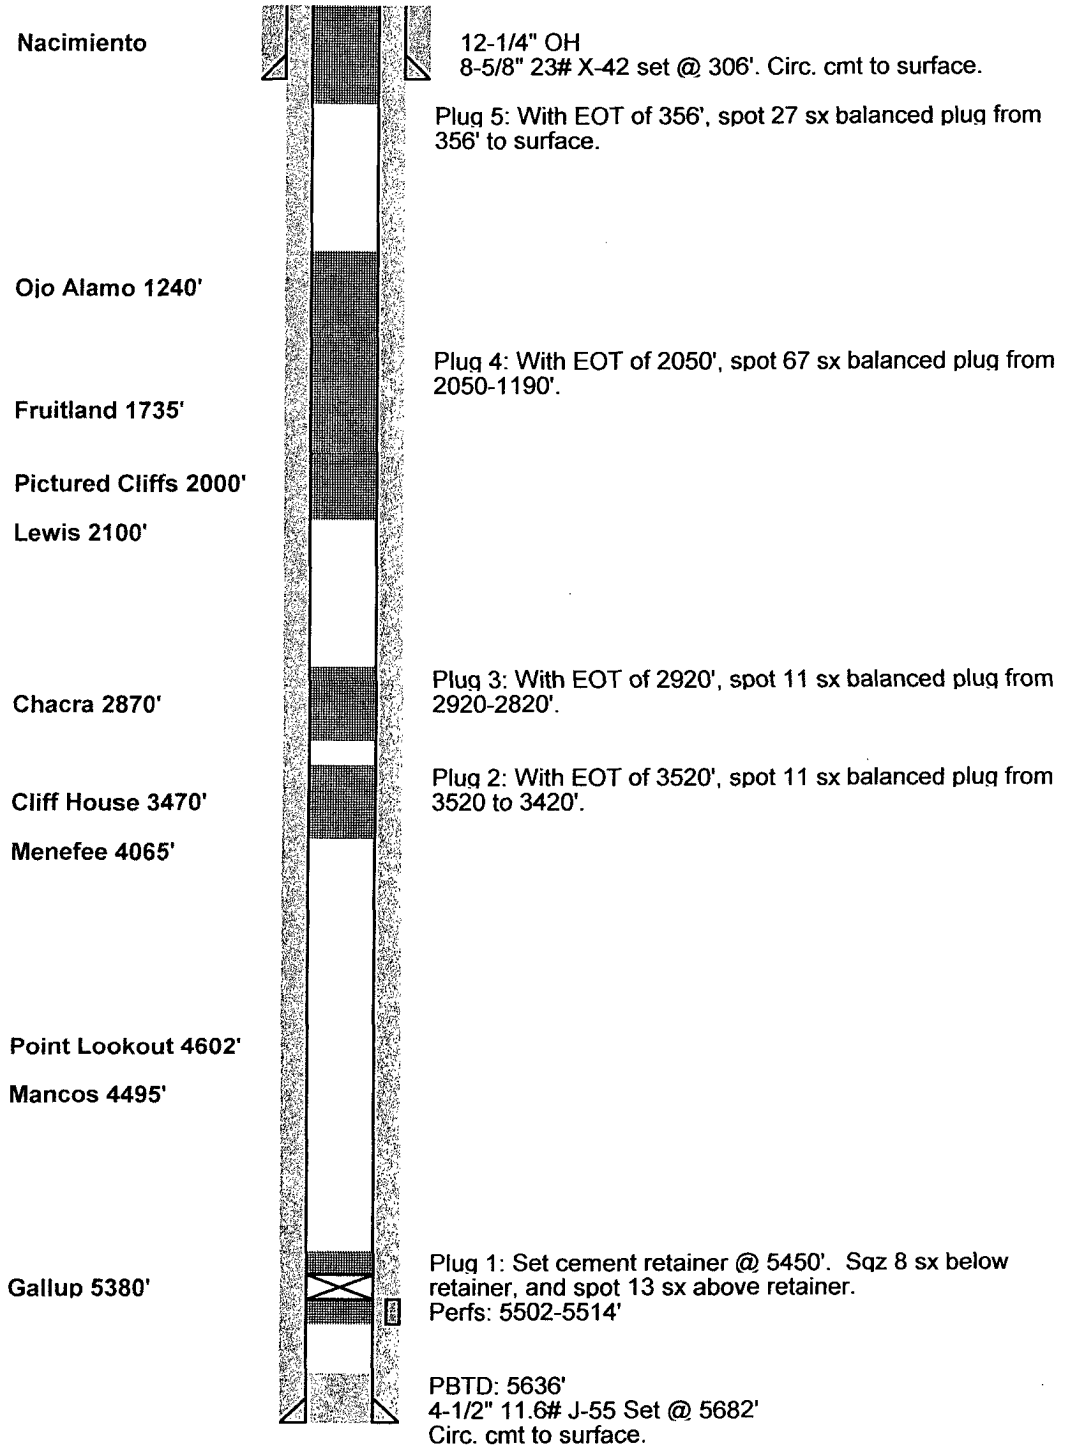 Nacimiento
12-1/4" OH
8-5/8" 23# X-42 set @ 306'. Circ. cmt to surface.
Plug 5: With EOT of 356', spot 27 sx balanced plug from
356' to surface.
Ojo Alamo 1240'
Plug 4: With EOT of 2050', spot 67 sx balanced plug from
2050-1190'.
Fruitland 1735'
Pictured Cliffs 2000'
Lewis 2100'
Plug 3: With EOT of 2920', spot 11 sx balanced plug from
2920-2820'.
Chacra 2870'
Plug 2: With EOT of 3520', spot 11 sx balanced plug from
3520 to 3420'.
Cliff House 3470'
Menefee 4065'
Point Lookout 4602'
Mancos 4495'
Plug 1: Set cement retainer @ 5450'. Sqz 8 sx below
retainer, and spot 13 sx above retainer.
Gallup 5380'
Perfs: 5502-5514'
PBTD: 5636'
4-1/2" 11.6# J-55 Set @ 5682'
Circ. cmt to surface.